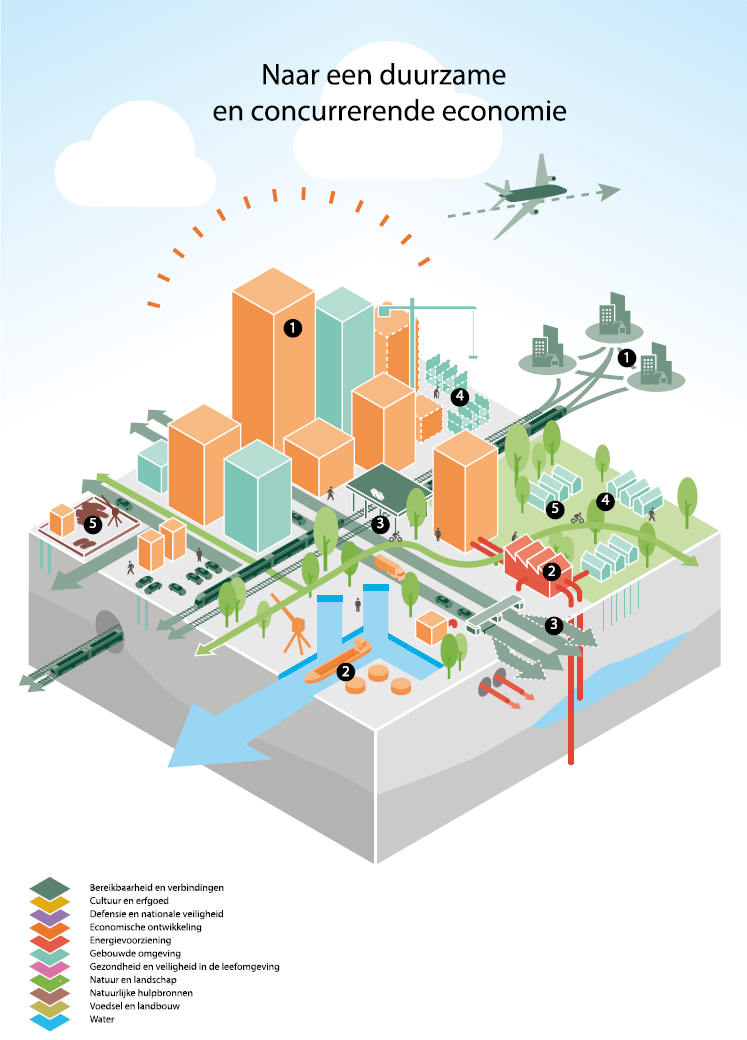 Naar een duurzame
en concurrerende economie
1
1
4
5
3
5
4
2
3
2
Bereikbaarheid en verbindingen
Cultuur en erfgoed
Defensie en nationale veiligheid
Economische ontwikkeling
Energievoorziening
Gebouwde omgeving
Gezondheid en veiligheid in de leefomgeving
Natuur en landschap
Natuurlijke hulpbronnen
Voedsel en landbouw
Water